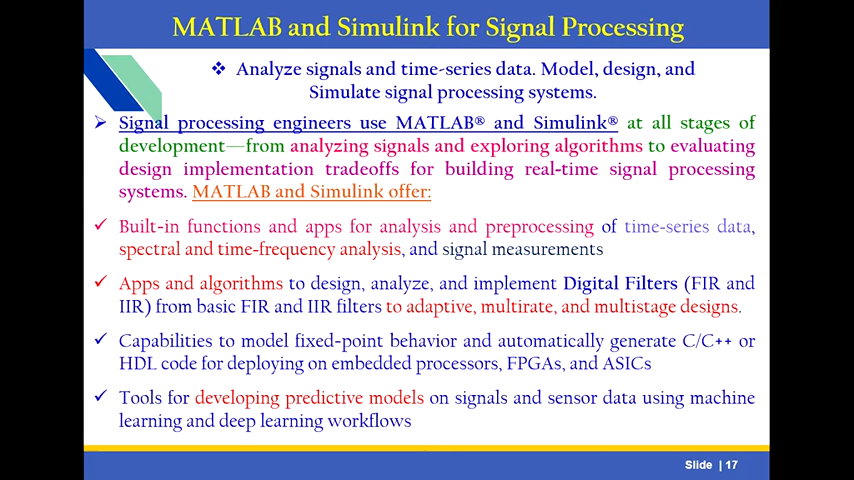 MATLAB and Simulink for Signal Processing
❖ Analyze signals and time-series data. Model, design, and
Simulate signal processing systems.
➢ Signal processing engineers use MATLAB® and Simulink® at all stages of
development—from analyzing signals and exploring algorithms to evaluating
design implementation tradeoffs for building real-time signal processing
systems. MATLAB and Simulink offer:
✓ Built-in functions and apps for analysis and preprocessing of time-series data,
spectral and time-frequency analysis, and signal measurements
✓ Apps and algorithms to design, analyze, and implement Digital Filters (FIR and
IIR) from basic FIR and IIR filters to adaptive, multirate, and multistage designs.
✓ Capabilities to model fixed-point behavior and automatically generate C/C++ or
HDL code for deploying on embedded processors, FPGAs, and ASICs
✓ Tools for developing predictive models on signals and sensor data using machine
learning and deep learning workflows
Slide | 17